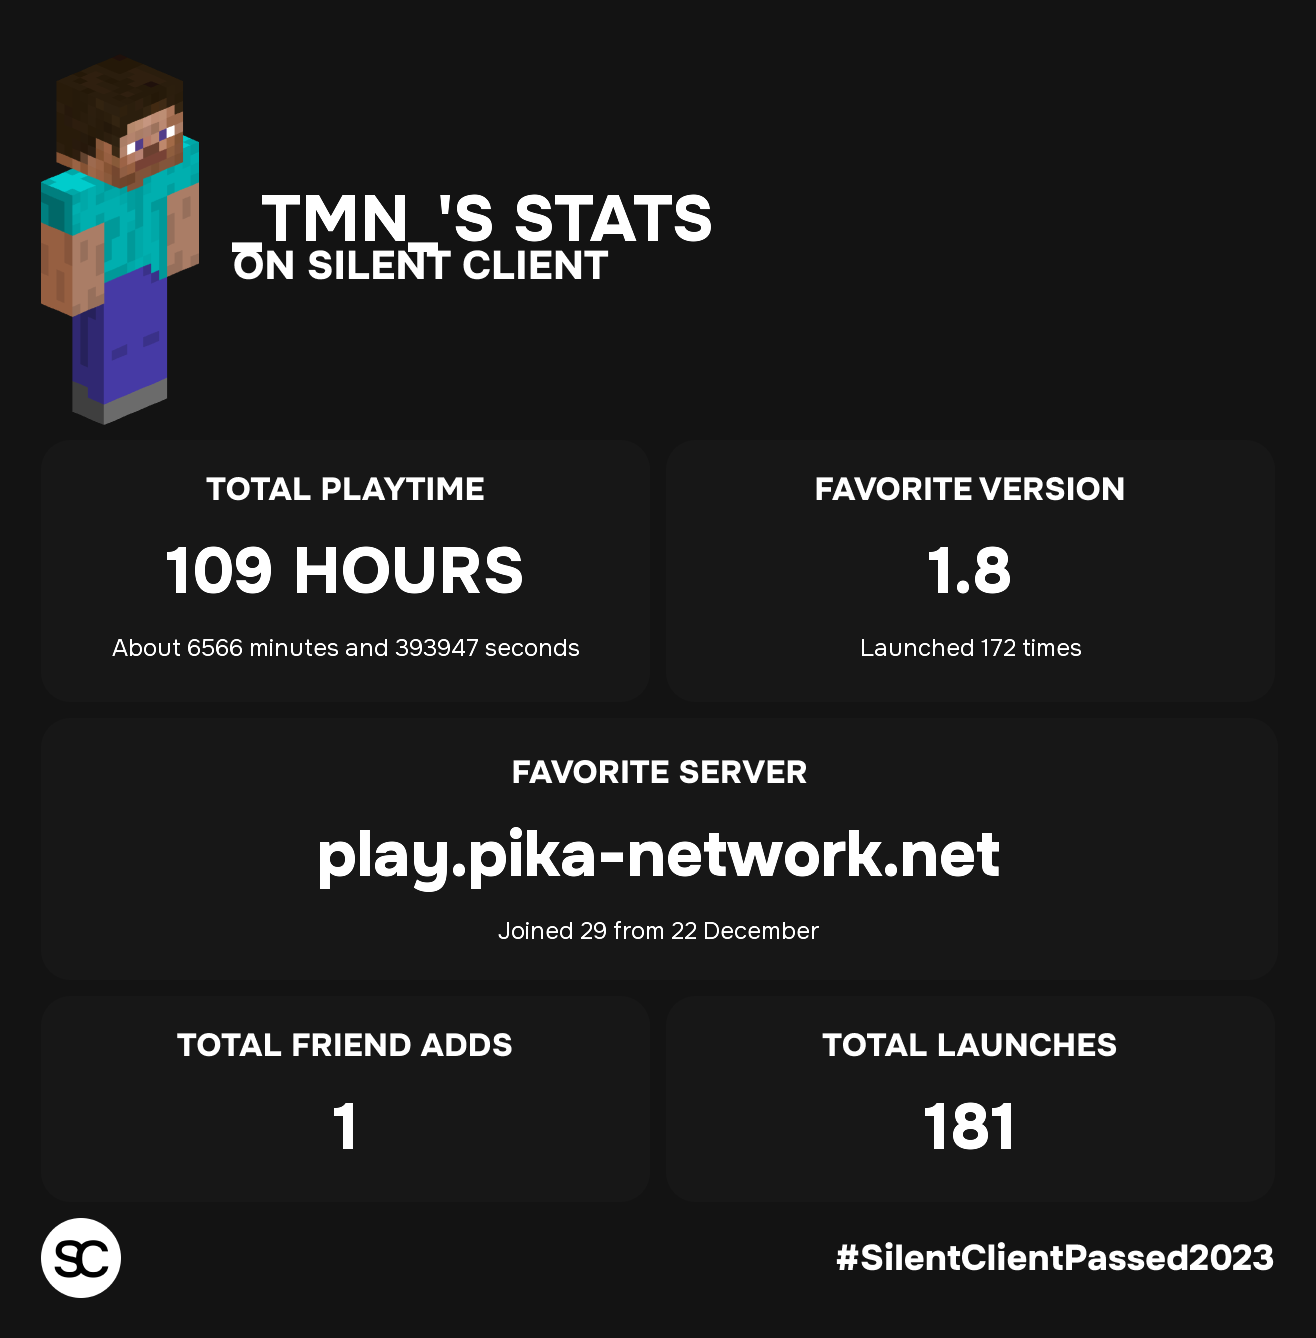 _TMN_'S STATS
ON SILENT CLIENT
TOTAL PLAYTIME
109 HOURS
About 6566 minutes and 393947 seconds
FAVORITE VERSION
1.8
Launched 172 times
FAVORITE SERVER
play.pika-network.net
Joined 29 from 22 December
TOTAL FRIEND ADDS
1
TOTAL LAUNCHES
181
SC
#SilentClientPassed2023